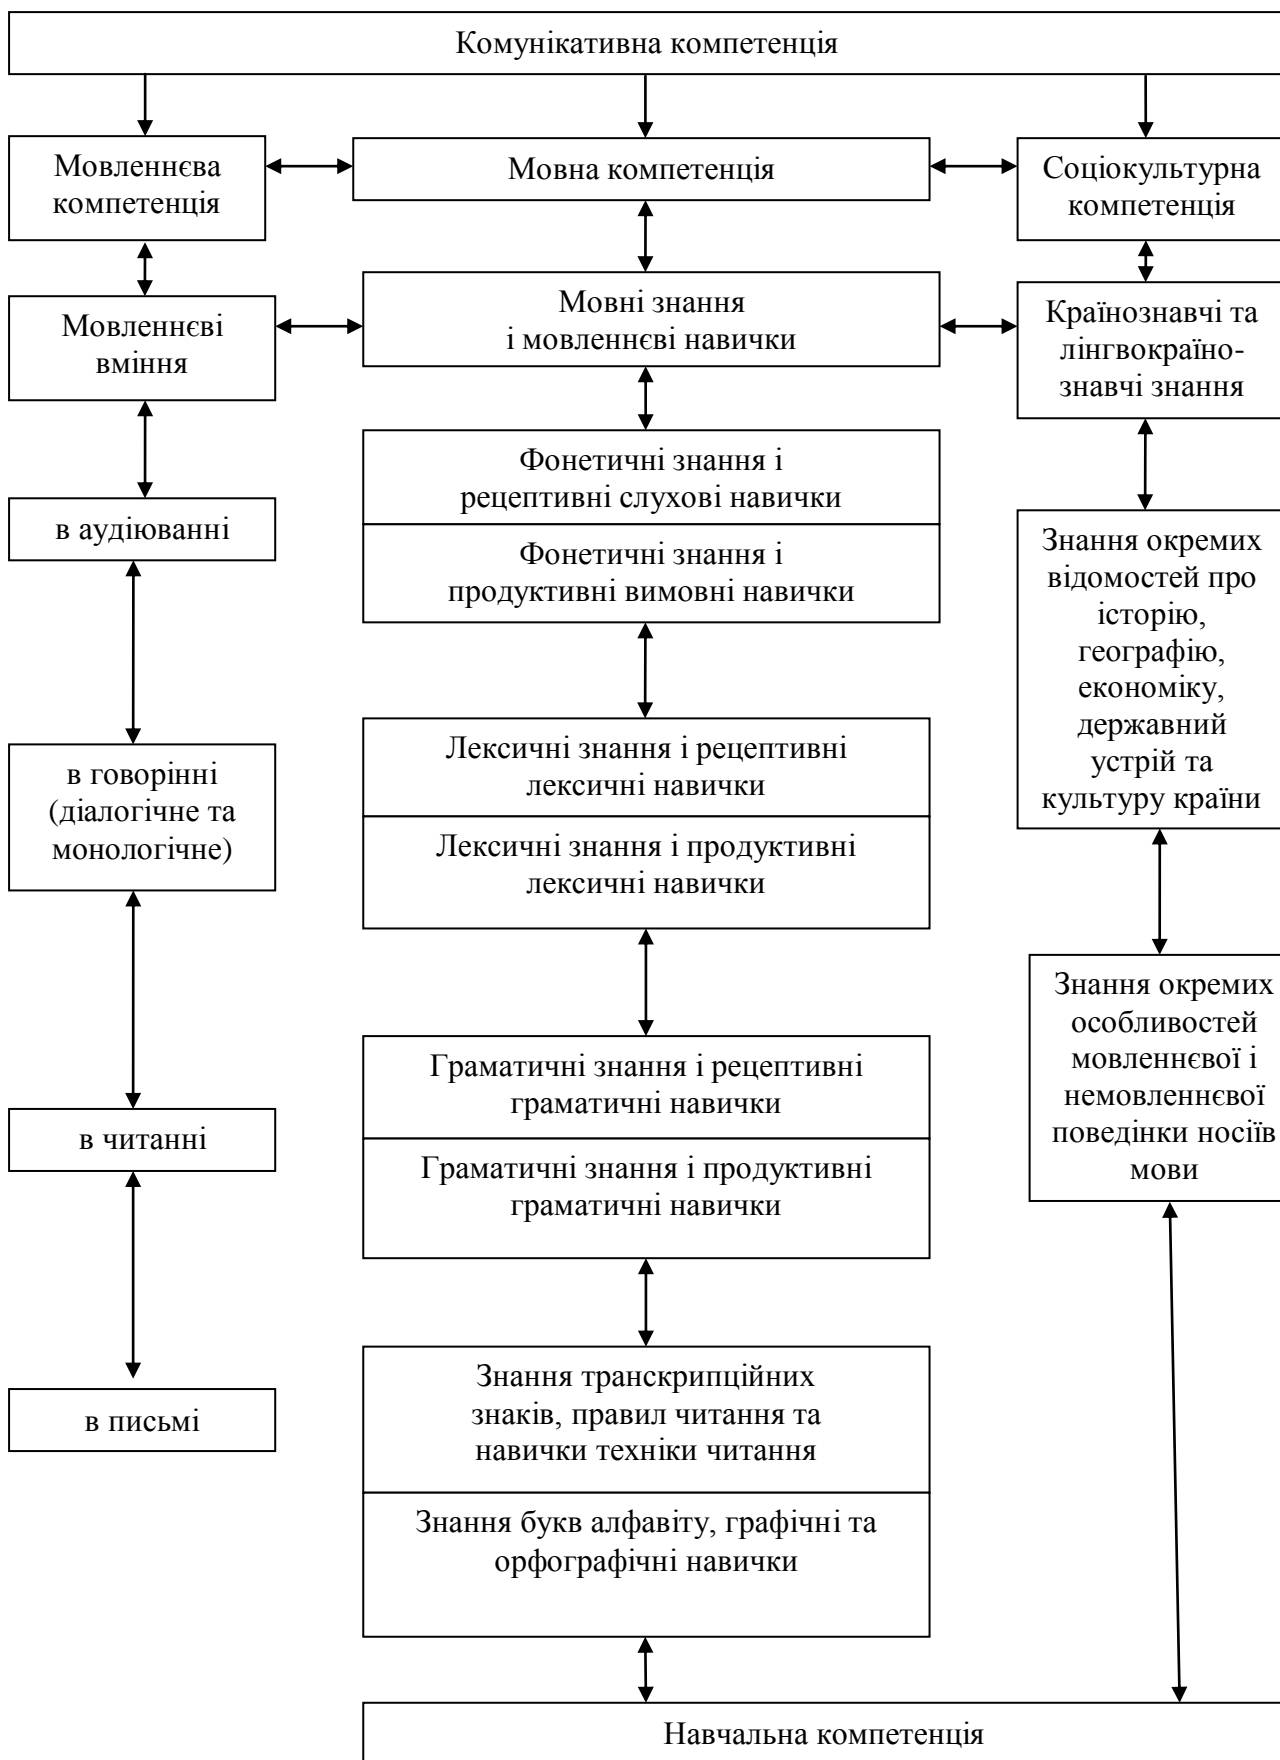 Комунікативна компетенція
Мовленнєва
компетенція
Мовна компетенція
Соціокультурна
компетенція
Мовленнєві
вміння
Мовні знання
і мовленнєві навички
Країнознавчі та
лінгвокраїно-
знавчі знання
в аудіюванні
в говорінні
(діалогічне та
монологічне)
в читанні
в письмі
Фонетичні знання і
рецептивні слухові навички
Фонетичні знання і
продуктивні вимовні навички
Лексичні знання і рецептивні
лексичні навички
Лексичні знання і продуктивні
лексичні навички
Граматичні знання і рецептивні
граматичні навички
Граматичні знання і продуктивні
граматичні навички
Знання транскрипційних
знаків, правил читання та
навички техніки читання
Знання букв алфавіту, графічні та
орфографічні навички
Знання окремих
відомостей про
історію,
географію,
економіку,
державний
устрій та
культуру країни
Знання окремих
особливостей
мовленнєвої і
немовленнєвої
поведінки носіїв
мови
Навчальна компетенція